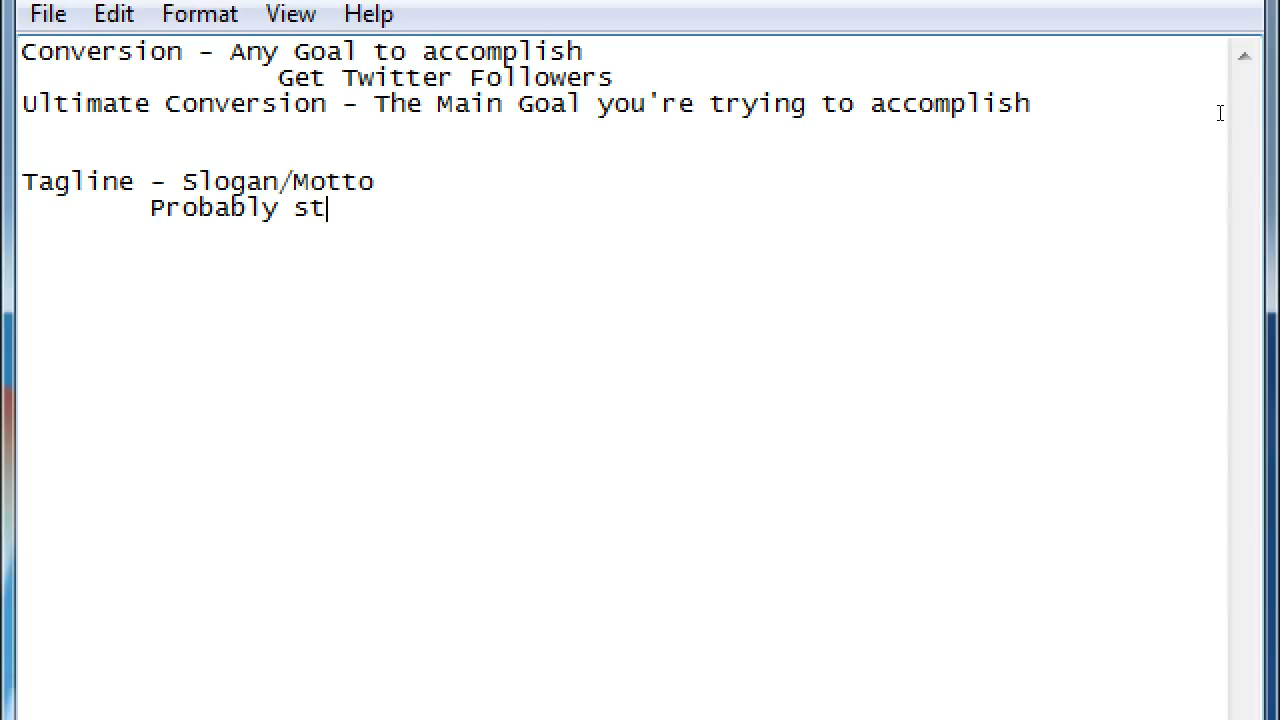 File Edit Format View Help
Conversion - Any Goal to accomplish
Get Twitter Followers
Ultimate Conversion - The Main Goal you're trying to accomplish
Tagline - Slogan/Motto
Probably st